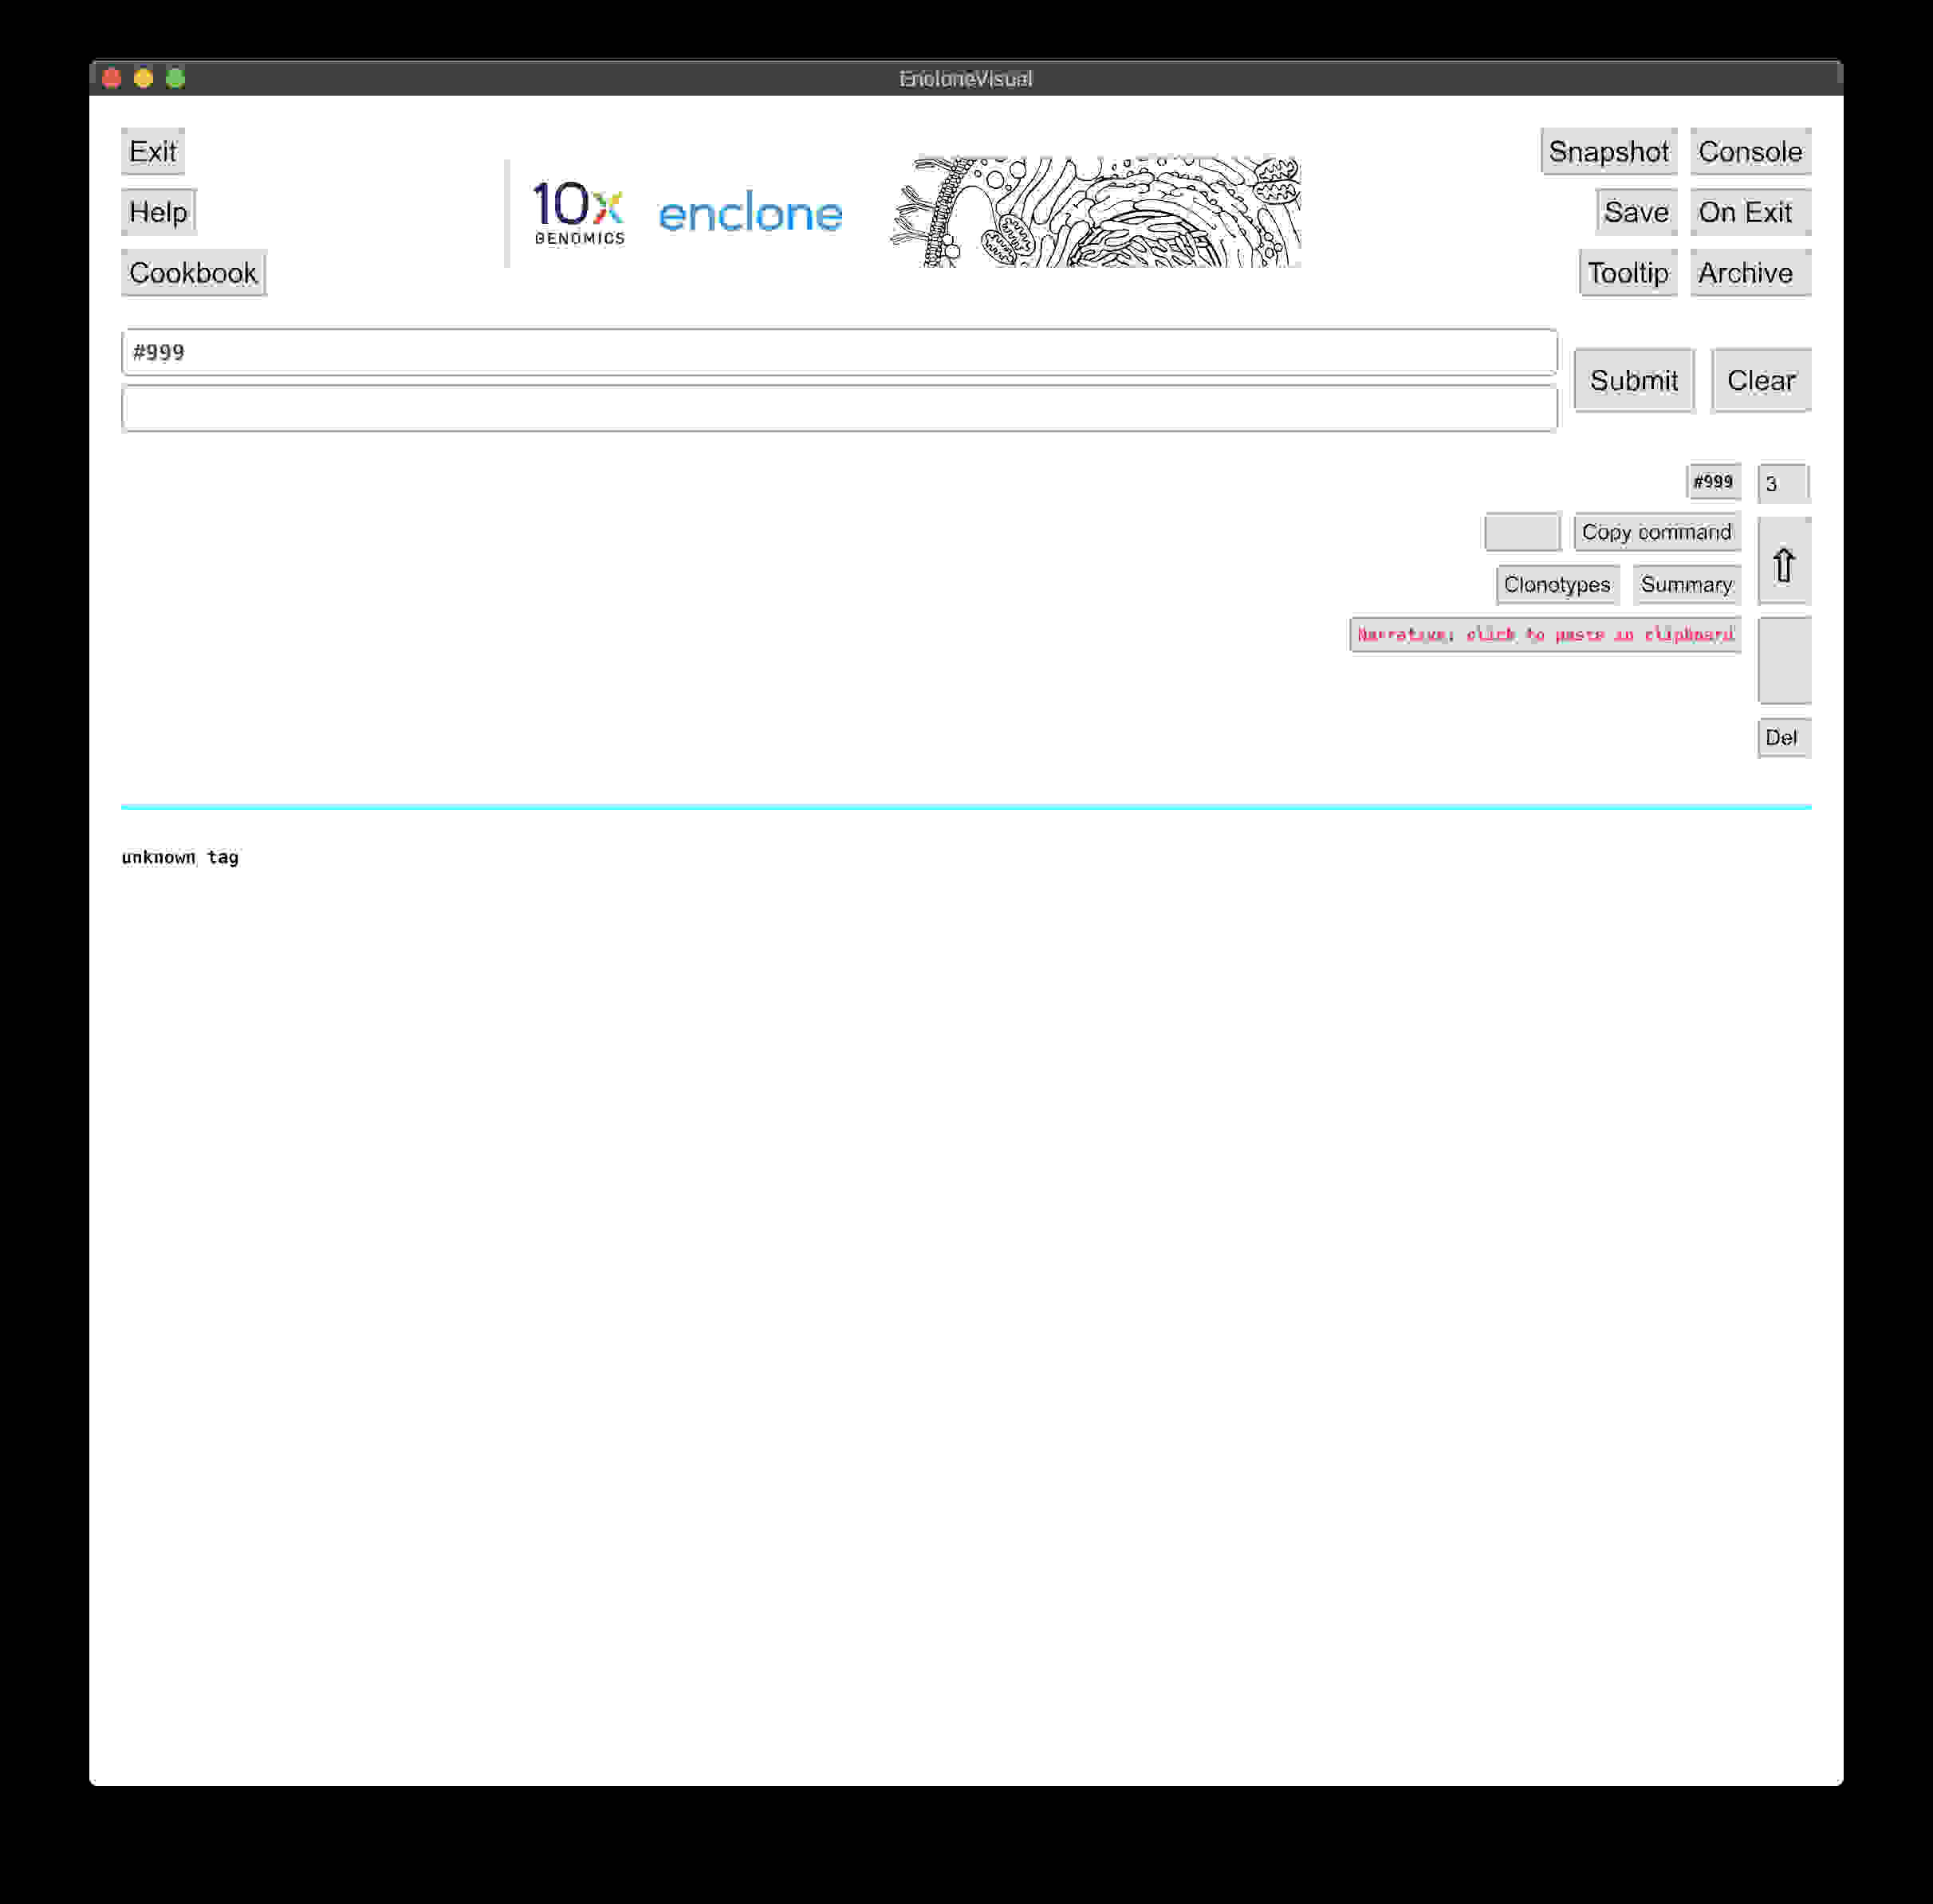 EncloneVisual
Exit
Snapshot Console
Help
10x
GENOMICS
enclone
Save On Exit
Cookbook
Tooltip Archive
#999
Submit Clear
#999 3
Copy command
⇧
Clonotypes Summary
Narrative: click to paste in clipboard
Del
unknown tag